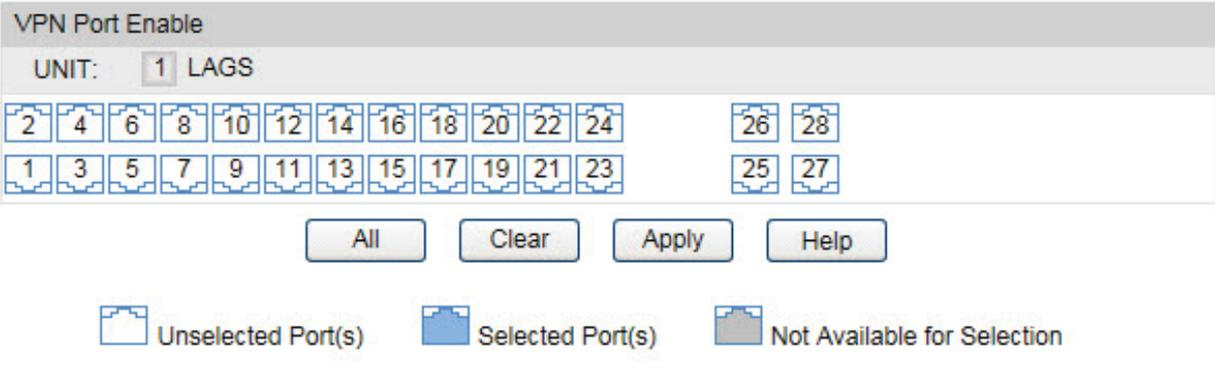 VPN Port Enable
UNIT: 1 LAGS
2 4 6 8 10 12 14 16 18 20 22 24 26 28
1 3 5 7 9 11 13 15 17 19 21 23 25 27
All Clear Apply Help
Unselected Port(s) Selected Port(s) Not Available for Selection